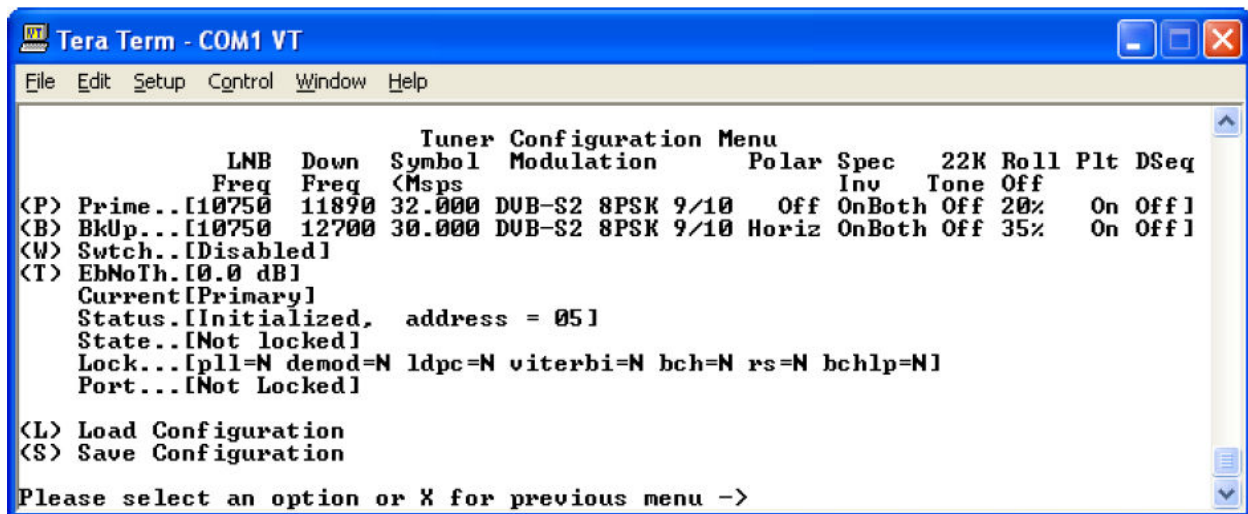 Tera Term - COM1 VT
File Edit Setup Control Window Help
Tuner Configuration Menu
LNB Down Symbol Modulation Polar Spec 22K Roll Plt DSeq
Freq Freq (Msps Inv Tone Off
(P) Prime..[10750 11890 32.000 DVB-S2 8PSK 9/10 Off OnBoth Off 20% On Off]
(B) BkUp...[10750 12700 30.000 DVB-S2 8PSK 9/10 Horiz OnBoth Off 35% On Off]
(W) Swtch..[Disabled]
(T) EbNoTh.[0.0 dB]
Current[Primary]
Status.[Initialized, address = 05]
State..[Not locked]
Lock...[pll=N demod=N ldpc=N viterbi=N bch=N rs=N bchlp=N]
Port...[Not Locked]
(L) Load Configuration
(S) Save Configuration
Please select an option or X for previous menu ->